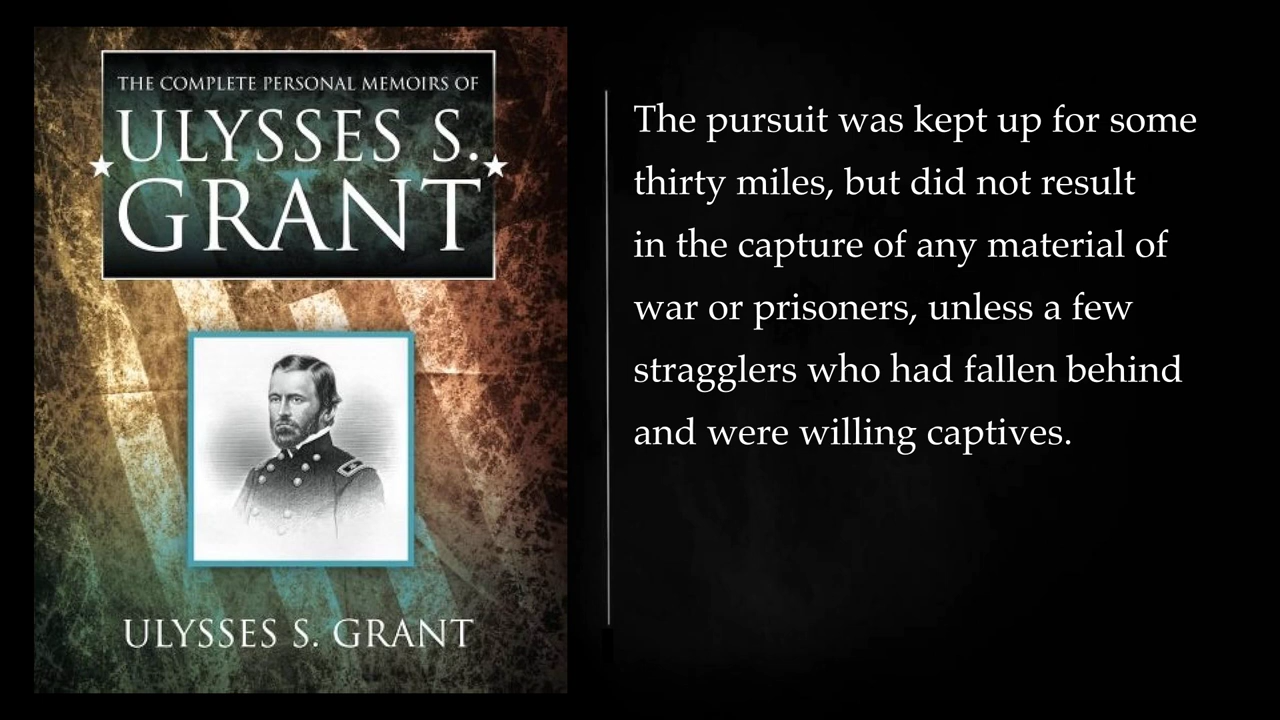 THE COMPLETE PERSONAL MEMOIRS OF
ULYSSES S.
GRANT
ULYSSES S. GRANT
The pursuit was kept up for some
thirty miles, but did not result
in the capture of any material of
war or prisoners, unless a few
stragglers who had fallen behind
and were willing captives.